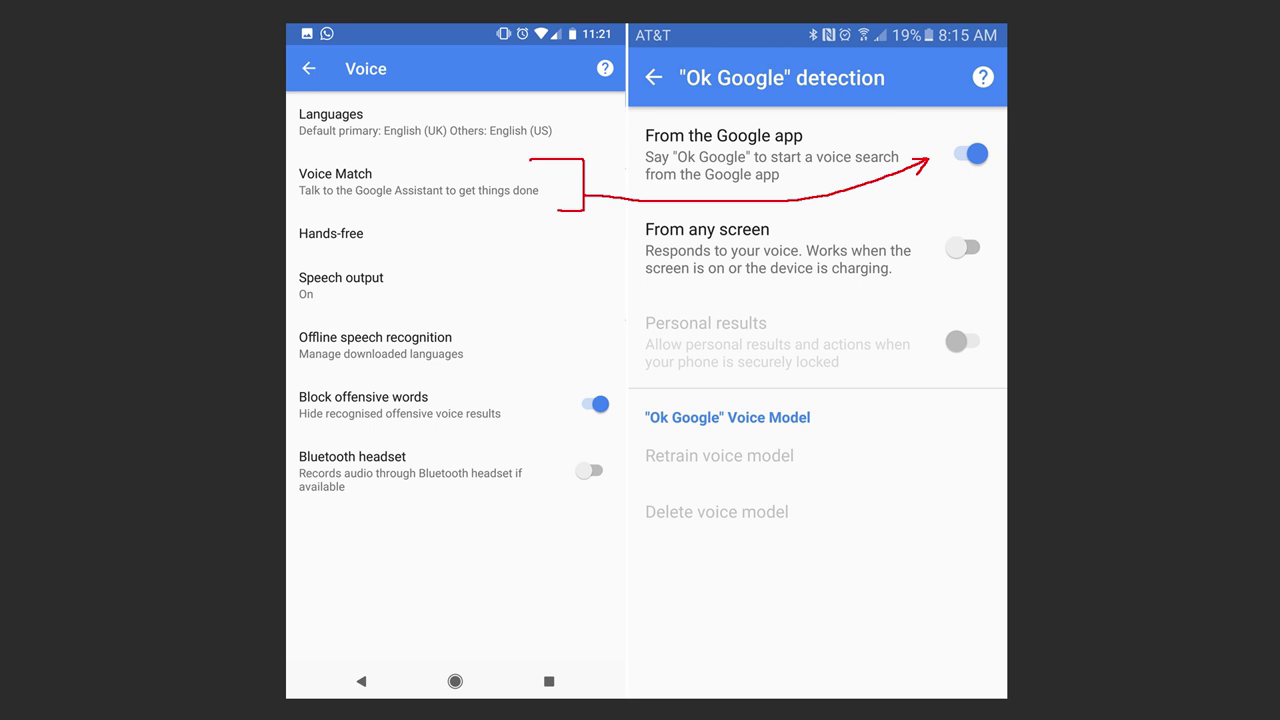 11:21
Voice
Languages
Default primary: English (UK) Others: English (US)
Voice Match
Talk to the Google Assistant to get things done
Hands-free
Speech output
On
Offline speech recognition
Manage downloaded languages
Block offensive words
Hide recognised offensive voice results
Bluetooth headset
Records audio through Bluetooth headset if
available
AT&T 19% 8:15 AM
"Ok Google" detection
From the Google app
Say "Ok Google" to start a voice search
from the Google app
From any screen
Responds to your voice. Works when the
screen is on or the device is charging.
Personal results
Allow personal results and actions when
your phone is securely locked
"Ok Google" Voice Model
Retrain voice model
Delete voice model